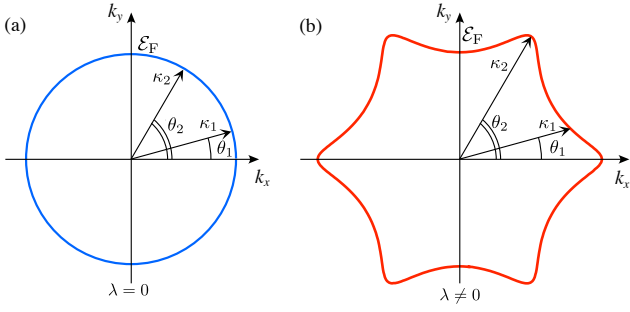 (a)
k_y
ℰ_F
κ_2
κ_1
θ_2
θ_1
k_x
λ = 0
(b)
k_y
ℰ_F
κ_2
κ_1
θ_2
θ_1
k_x
λ ≠ 0